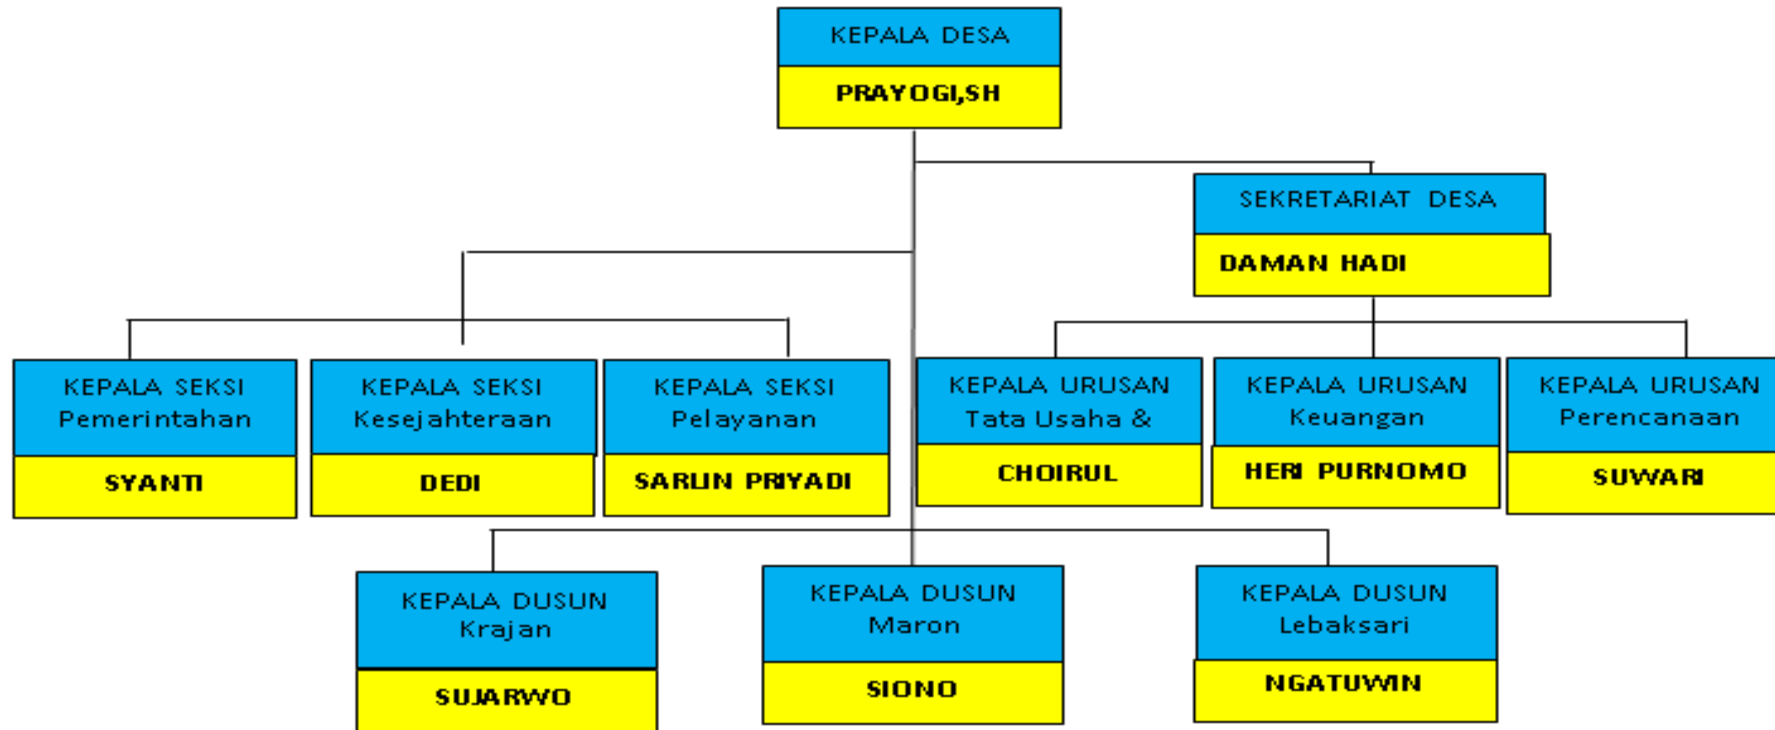 KEPALA DESA
PRAYOGI,SH
SEKRETARIAT DESA
DAMAN HADI
KEPALA SEKSI
Pemerintahan
SYANTI
KEPALA SEKSI
Kesejahteraan
DEDI
KEPALA SEKSI
Pelayanan
SARLIN PRIYADI
KEPALA URUSAN
Tata Usaha &
CHOIRUL
KEPALA URUSAN
Keuangan
HERI PURNOMO
KEPALA URUSAN
Perencanaan
SUWARI
KEPALA DUSUN
Krajan
SUJARWO
KEPALA DUSUN
Maron
SIONO
KEPALA DUSUN
Lebaksari
NGATUWIN